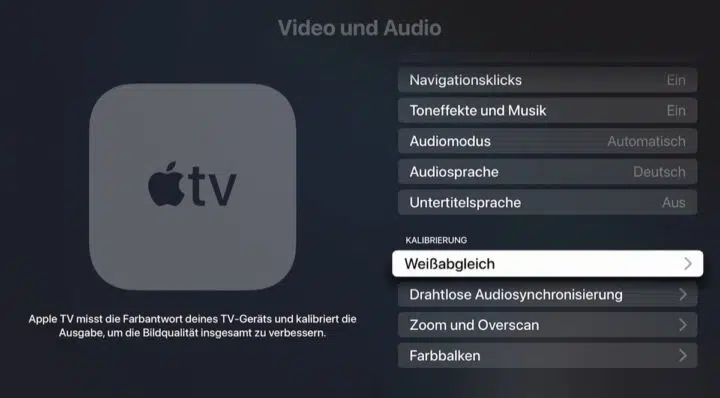 Video und Audio
tv
Apple TV misst die Farbantwort deines TV-Geräts und kalibriert die
Ausgabe, um die Bildqualität insgesamt zu verbessern.
Navigationsklicks Ein
Toneffekte und Musik Ein
Audiomodus Automatisch
Audiosprache Deutsch
Untertitelsprache Aus
KALIBRIERUNG
Weißabgleich
Drahtlose Audiosynchronisierung
Zoom und Overscan
Farbbalken